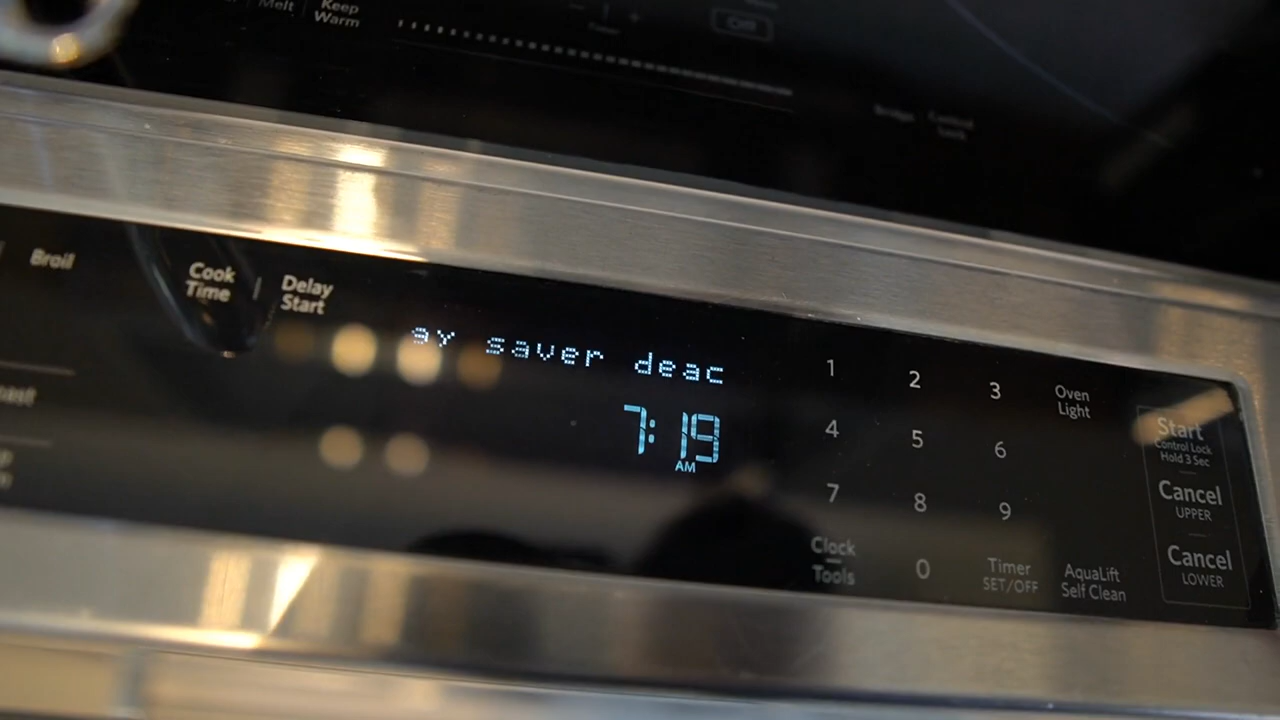 Melt
Keep
Warm
Off
Broil
Cook
Time
Delay
Start
ay saver deac
7:19
AM
1
2
3
4
5
6
7
8
9
0
Clock
Tools
Timer
SET/OFF
Oven
Light
AquaLift
Self Clean
Start
Control Lock
Hold 3 Sec
Cancel
UPPER
Cancel
LOWER